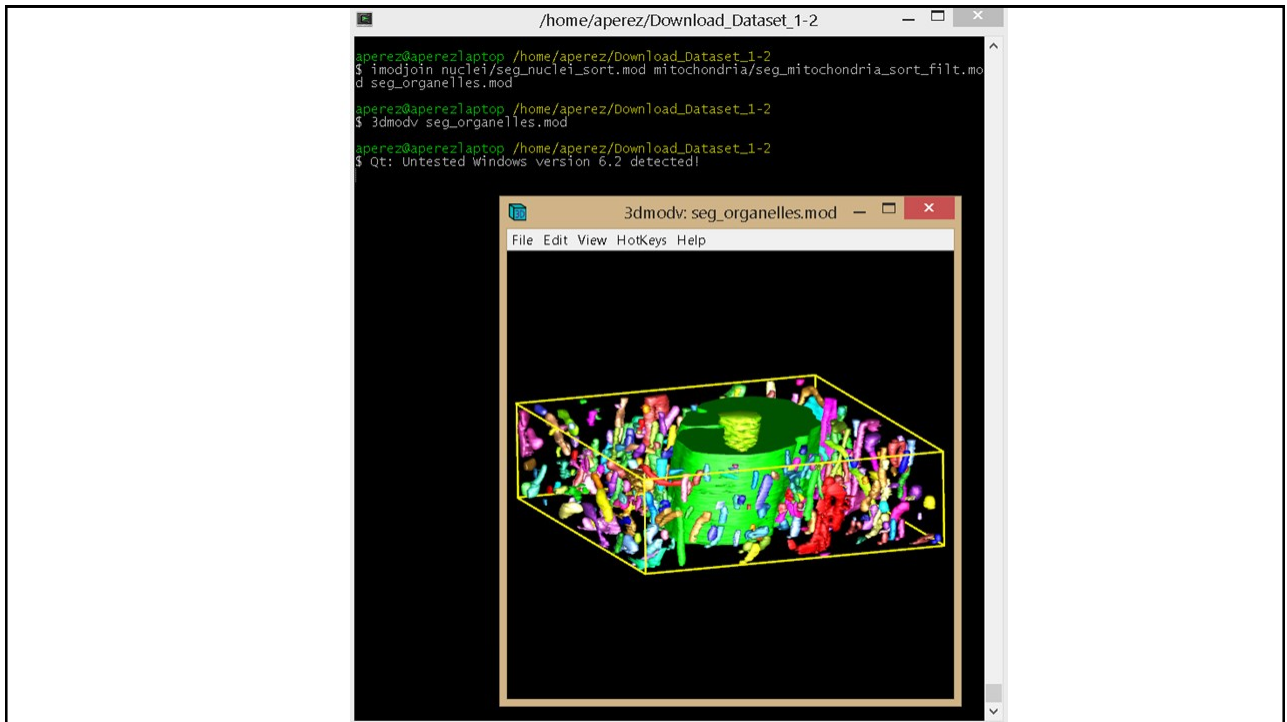 /home/aperez/Download_Dataset_1-2
aperez@aperezlaptop /home/aperez/Download_Dataset_1-2
$ imodjoin nuclei/seg_nuclei_sort.mod mitochondria/seg_mitochondria_sort_filt.mo
d seg_organelles.mod
aperez@aperezlaptop /home/aperez/Download_Dataset_1-2
$ 3dmodv seg_organelles.mod
aperez@aperezlaptop /home/aperez/Download_Dataset_1-2
$ Qt: Untested Windows version 6.2 detected!
3dmodv: seg_organelles.mod
File Edit View HotKeys Help